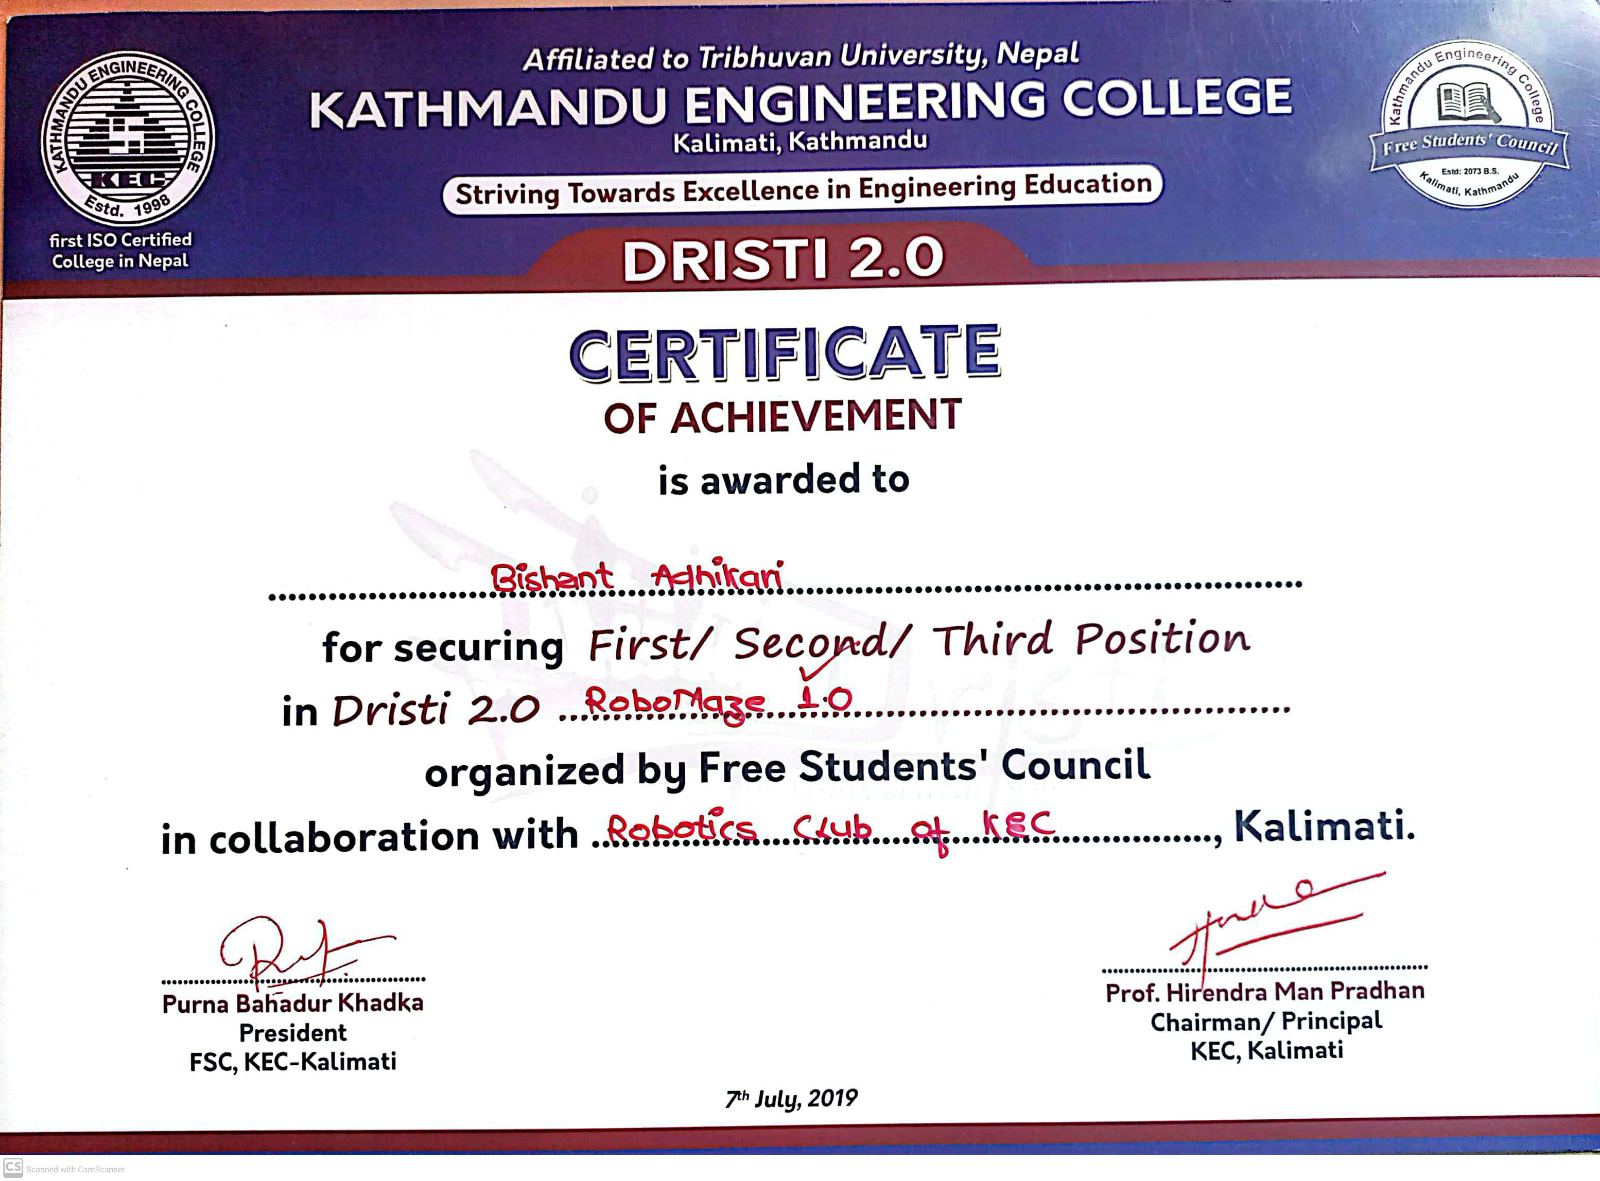 Affiliated to Tribhuvan University, Nepal
KATHMANDU ENGINEERING COLLEGE
Kalimati, Kathmandu
Striving Towards Excellence in Engineering Education
KATHMANDU ENGINEERING COLLEGE
KEC
Estd. 1998
first ISO Certified
College in Nepal
Kathmandu Engineering College
Free Students' Council
Estd: 2073 B.S.
Kalimati, Kathmandu
DRISTI 2.0
CERTIFICATE
OF ACHIEVEMENT
is awarded to
Bishant Adhikari
for securing First/ Second/ Third Position
in Dristi 2.0 RoboMaze 1.0
organized by Free Students' Council
in collaboration with Robotics Club of KEC, Kalimati.
Purna Bahadur Khadka
President
FSC, KEC-Kalimati
Prof. Hirendra Man Pradhan
Chairman/ Principal
KEC, Kalimati
7th July, 2019
CS Scanned with CamScanner